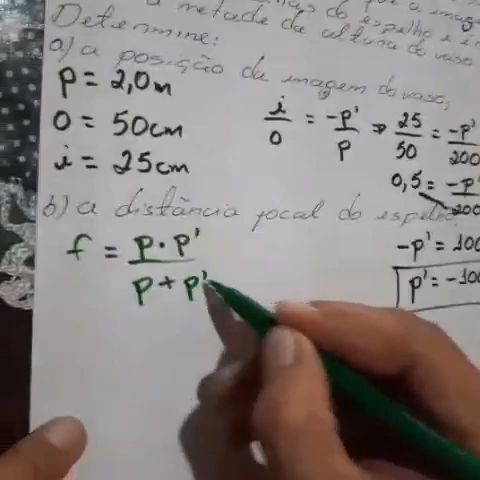 a metade da altura do vaso
Determine:
a) a posição da imagem do vaso;
p = 2,0m
o = 50cm
i = 25cm
i/o = -p'/p ⇒ 25/50 = -p'/200
0,5 = -p'/200
-p' = 100
p' = -100
b) a distância focal do espelho
f = p · p' / p + p'